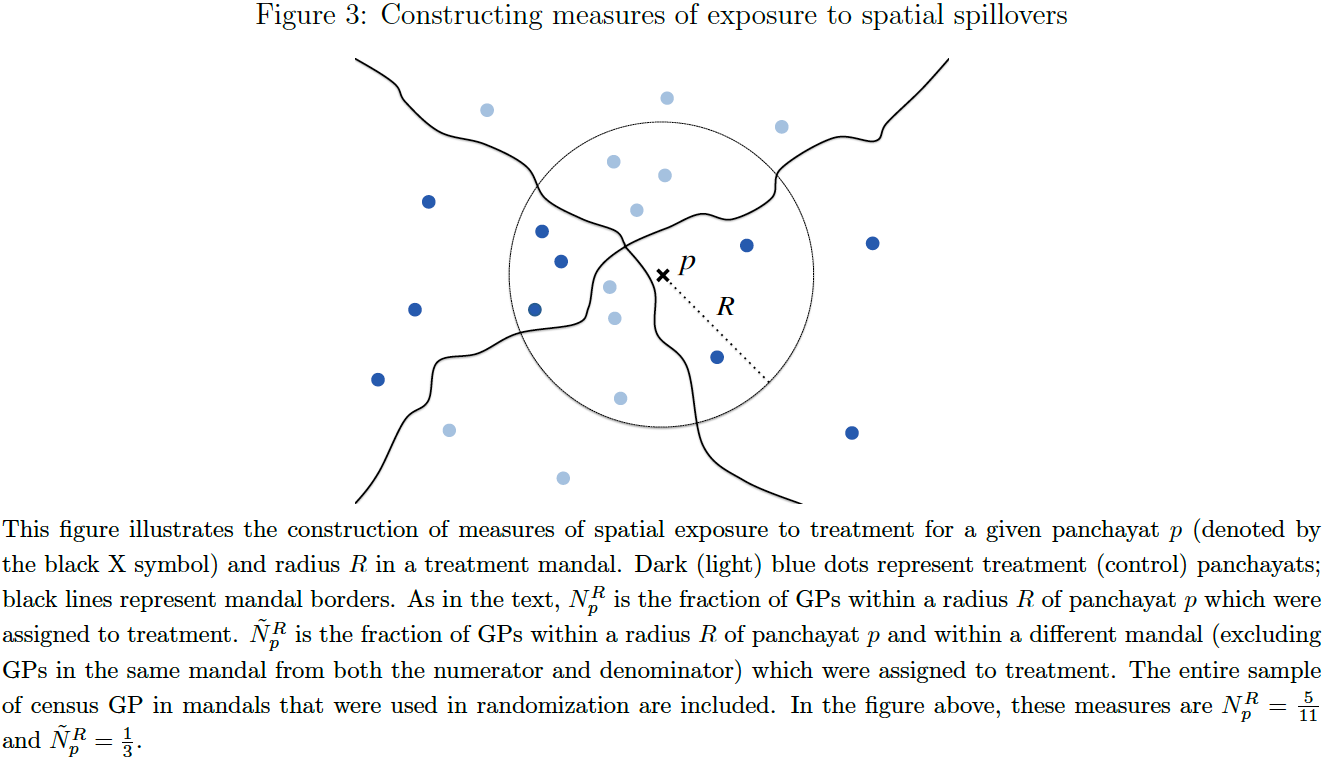 Figure 3: Constructing measures of exposure to spatial spillovers
p
R
This figure illustrates the construction of measures of spatial exposure to treatment for a given panchayat p (denoted by
the black X symbol) and radius R in a treatment mandal. Dark (light) blue dots represent treatment (control) panchayats;
black lines represent mandal borders. As in the text, N_p^R is the fraction of GPs within a radius R of panchayat p which were
assigned to treatment. Ñ_p^R is the fraction of GPs within a radius R of panchayat p and within a different mandal (excluding
GPs in the same mandal from both the numerator and denominator) which were assigned to treatment. The entire sample
of census GP in mandals that were used in randomization are included. In the figure above, these measures are N_p^R = 5/11
and Ñ_p^R = 1/3.